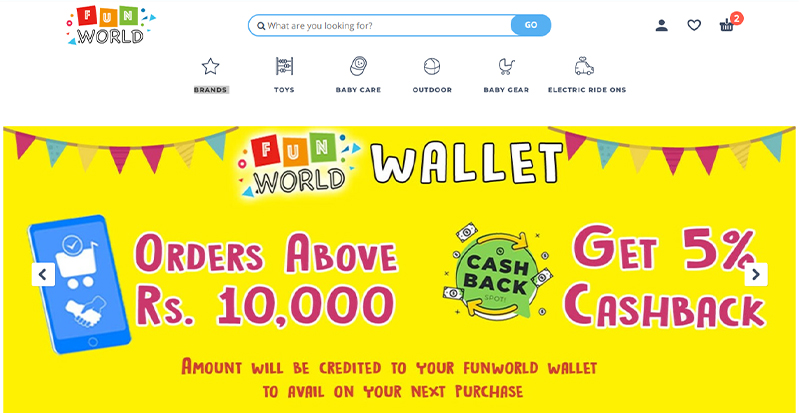 FUN
WORLD
What are you looking for?
GO
2
BRANDS
TOYS
BABY CARE
OUTDOOR
BABY GEAR
ELECTRIC RIDE ONS
FUN
WORLD
WALLET
ORDERS ABOVE
RS. 10,000
CASH
BACK
SPOT!
GET 5%
CASHBACK
AMOUNT WILL BE CREDITED TO YOUR FUNWORLD WALLET
TO AVAIL ON YOUR NEXT PURCHASE